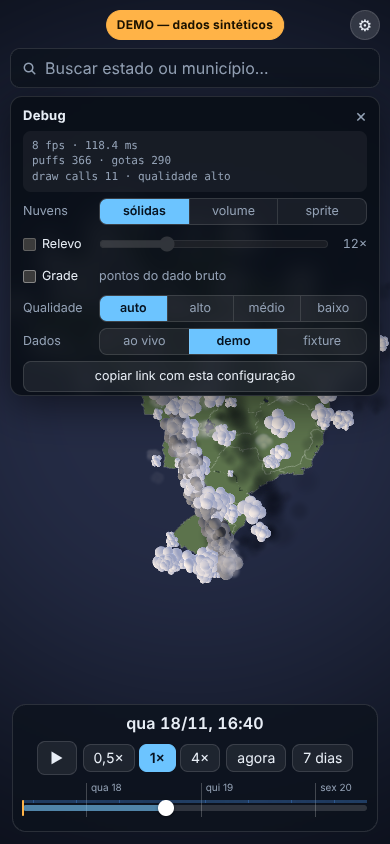 DEMO — dados sintéticos
Buscar estado ou município...
Debug ×
8 fps · 118.4 ms
puffs 366 · gotas 290
draw calls 11 · qualidade alto
Nuvens sólidas volume sprite
Relevo 12×
Grade pontos do dado bruto
Qualidade auto alto médio baixo
Dados ao vivo demo fixture
copiar link com esta configuração
qua 18/11, 16:40
0,5× 1× 4× agora 7 dias
qua 18 qui 19 sex 20